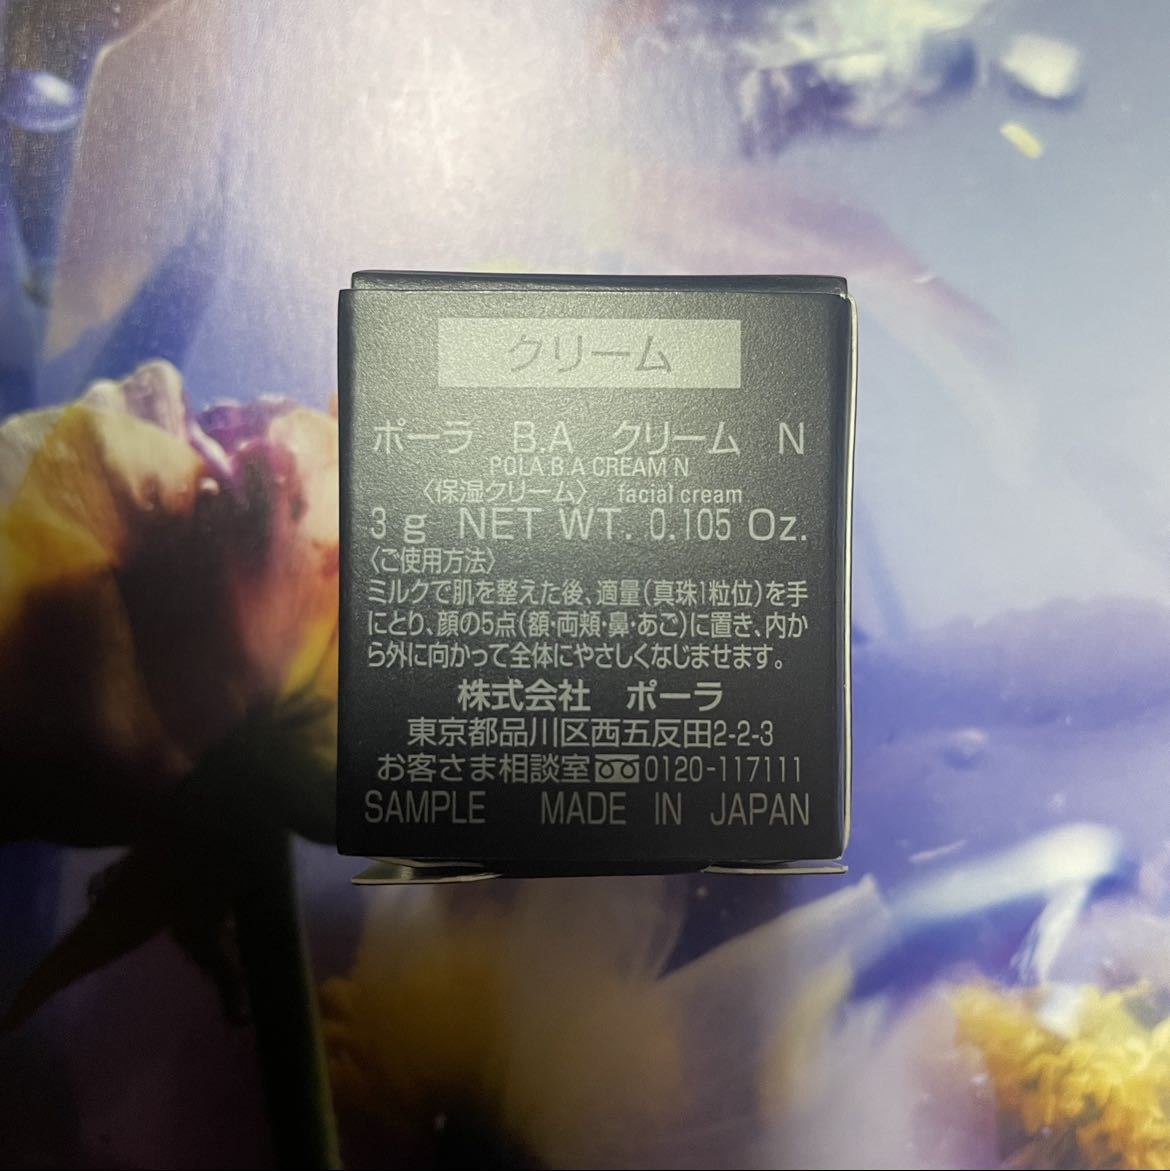 クリーム
ポーラ B.A クリーム N
POLA B.A CREAM N
〈保湿クリーム〉 facial cream
3g NET WT. 0.105 Oz.
〈ご使用方法〉
ミルクで肌を整えた後、適量(真珠1粒位)を手
にとり、顔の5点(額・両頬・鼻・あご)に置き、内か
ら外に向かって全体にやさしくなじませます。
株式会社 ポーラ
東京都品川区西五反田2-2-3
お客さま相談室 0120-117111
SAMPLE MADE IN JAPAN